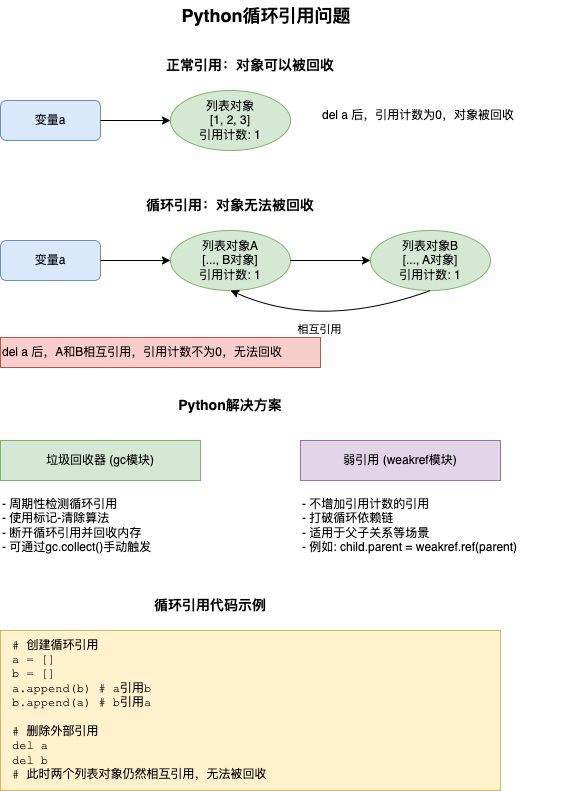 Python循环引用问题
正常引用：对象可以被回收
变量a
列表对象
[1, 2, 3]
引用计数: 1
del a 后，引用计数为0，对象被回收
循环引用：对象无法被回收
变量a
列表对象A
[..., B对象]
引用计数: 1
列表对象B
[..., A对象]
引用计数: 1
相互引用
del a 后，A和B相互引用，引用计数不为0，无法回收
Python解决方案
垃圾回收器 (gc模块)
- 周期性检测循环引用
- 使用标记-清除算法
- 断开循环引用并回收内存
- 可通过gc.collect()手动触发
弱引用 (weakref模块)
- 不增加引用计数的引用
- 打破循环依赖链
- 适用于父子关系等场景
- 例如: child.parent = weakref.ref(parent)
循环引用代码示例
# 创建循环引用
a = []
b = []
a.append(b) # a引用b
b.append(a) # b引用a
# 删除外部引用
del a
del b
# 此时两个列表对象仍然相互引用，无法被回收